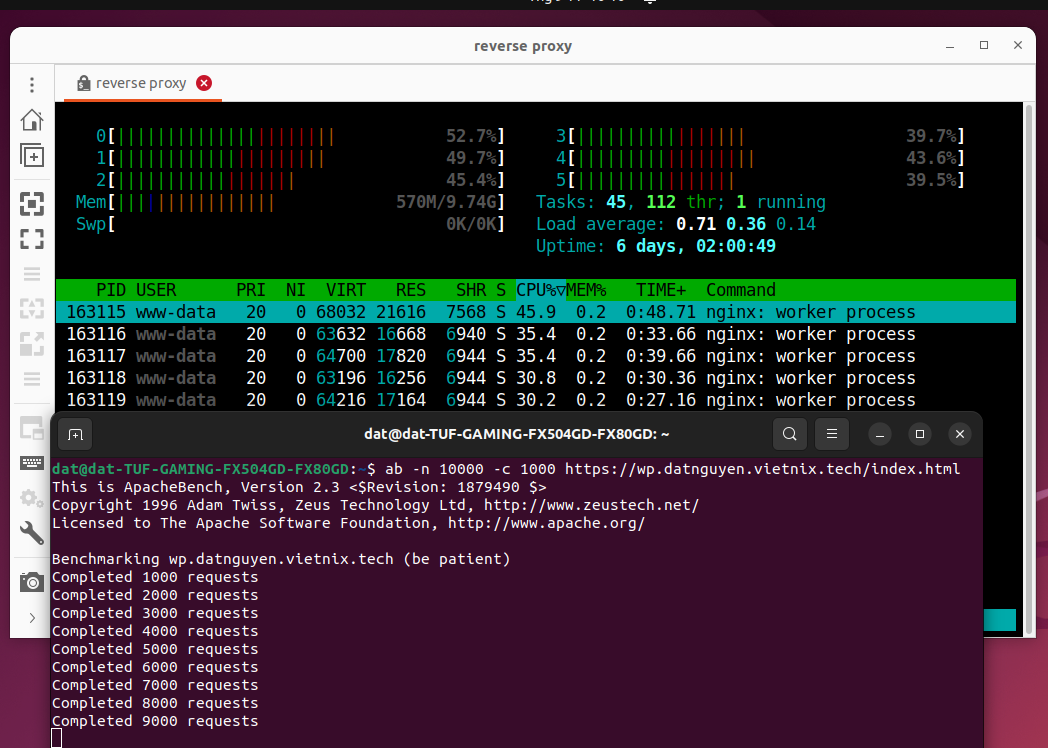 reverse proxy
reverse proxy
0[||||||||||||||||||||||     52.7%] 3[|||||||||||||||||     39.7%]
1[|||||||||||||||||||||     49.7%] 4[||||||||||||||||||     43.6%]
2[||||||||||||||||||     45.4%] 5[||||||||||||||||     39.5%]
Mem[||||||||||||||||     570M/9.74G] Tasks: 45, 112 thr; 1 running
Swp[     0K/0K] Load average: 0.71 0.36 0.14
Uptime: 6 days, 02:00:49
PID USER PRI NI VIRT RES SHR S CPU%▽MEM% TIME+ Command
163115 www-data 20 0 68032 21616 7568 S 45.9 0.2 0:48.71 nginx: worker process
163116 www-data 20 0 63632 16668 6940 S 35.4 0.2 0:33.66 nginx: worker process
163117 www-data 20 0 64700 17820 6944 S 35.4 0.2 0:39.66 nginx: worker process
163118 www-data 20 0 63196 16256 6944 S 30.8 0.2 0:30.36 nginx: worker process
163119 www-data 20 0 64216 17164 6944 S 30.2 0.2 0:27.16 nginx: worker process
dat@dat-TUF-GAMING-FX504GD-FX80GD: ~
dat@dat-TUF-GAMING-FX504GD-FX80GD:~$ ab -n 10000 -c 1000 https://wp.datnguyen.vietnix.tech/index.html
This is ApacheBench, Version 2.3 <$Revision: 1879490 $>
Copyright 1996 Adam Twiss, Zeus Technology Ltd, http://www.zeustech.net/
Licensed to The Apache Software Foundation, http://www.apache.org/
Benchmarking wp.datnguyen.vietnix.tech (be patient)
Completed 1000 requests
Completed 2000 requests
Completed 3000 requests
Completed 4000 requests
Completed 5000 requests
Completed 6000 requests
Completed 7000 requests
Completed 8000 requests
Completed 9000 requests